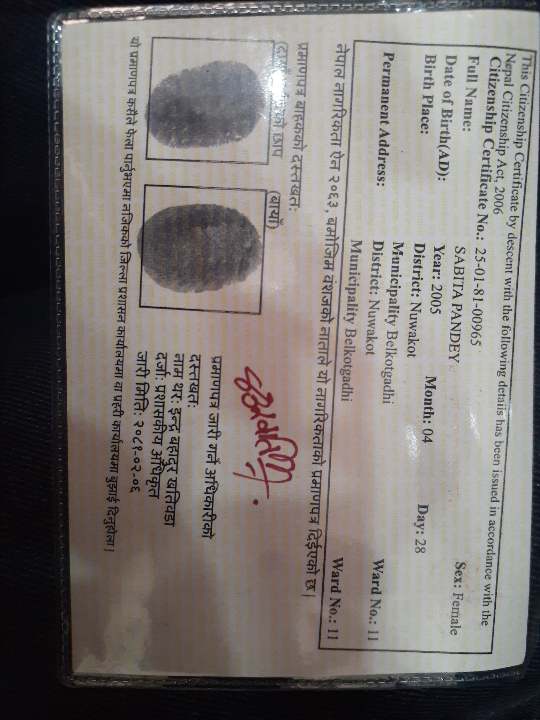 This Citizenship Certificate by descent with the following details has been issued in accordance with the
Nepal Citizenship Act, 2006
Citizenship Certificate No.: 25-01-81-00965 Sex: Female
Full Name: SABITA PANDEY
Date of Birth(AD): Year: 2005 Month: 04 Day: 28
Birth Place: District: Nuwakot
Municipality Belkotgadhi Ward No.: 11
Permanent Address: District: Nuwakot
Municipality Belkotgadhi Ward No.: 11
नेपाल नागरिकता ऐन २०६३, बमोजिम वंशजको नाताले यो नागरिकताको प्रमाणपत्र दिईएको छ।
प्रमाणपत्र बाहकको दस्तखत:
छाप (बायाँ)
प्रमाणपत्र जारी गर्ने अधिकारीको
दस्तखत:
नाम थर: इन्द्र बहादुर खतिवडा
दर्जा: प्रशासकीय अधिकृत
जारी मिति: २०८१-०२-०६
यो प्रमाणपत्र कसैले फेला पार्नुभएमा नजिकको जिल्ला प्रशासन कार्यालयमा वा प्रहरी कार्यालयमा बुझाई दिनुहोला।